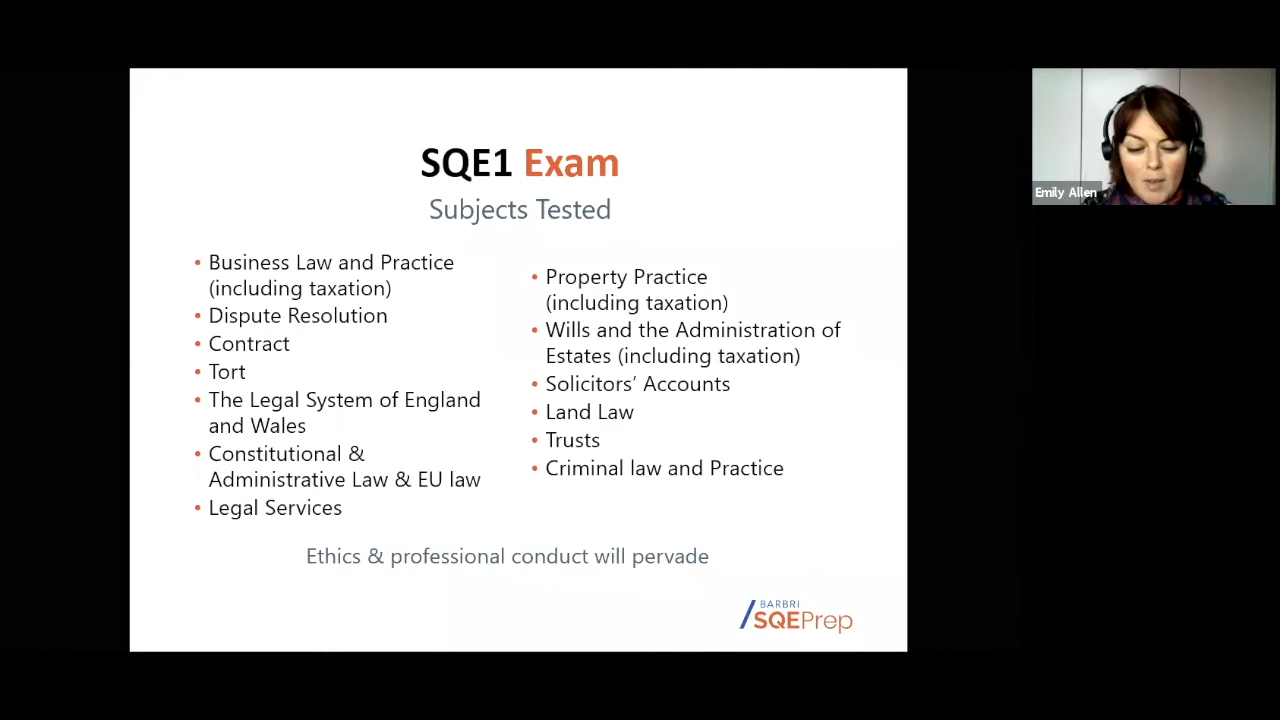 SQE1 Exam
Subjects Tested
• Business Law and Practice
(including taxation)
• Dispute Resolution
• Contract
• Tort
• The Legal System of England
and Wales
• Constitutional &
Administrative Law & EU law
• Legal Services
• Property Practice
(including taxation)
• Wills and the Administration of
Estates (including taxation)
• Solicitors’ Accounts
• Land Law
• Trusts
• Criminal law and Practice
Ethics & professional conduct will pervade
BARBRI
SQEPrep
Emily Allen